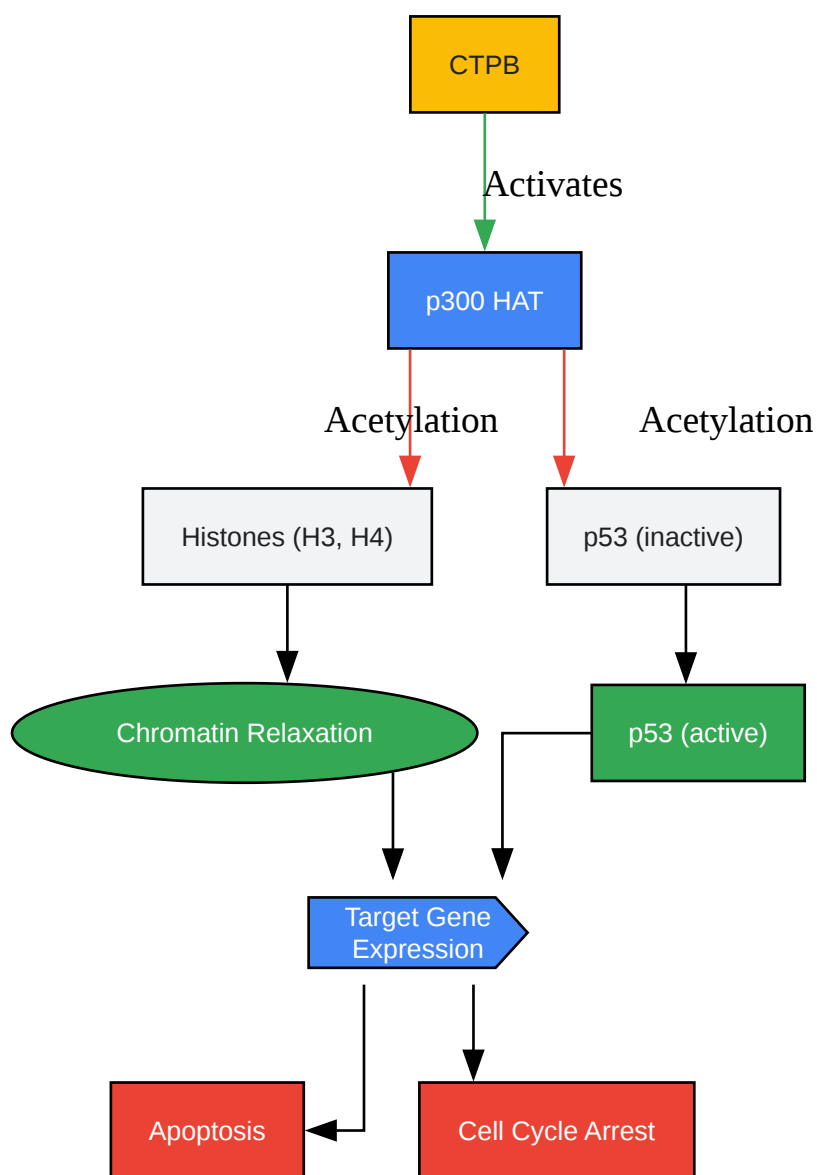 CTPB
Activates
p300 HAT
Acetylation
Acetylation
Histones (H3, H4)
p53 (inactive)
Chromatin Relaxation
p53 (active)
Target Gene
Expression
Apoptosis
Cell Cycle Arrest